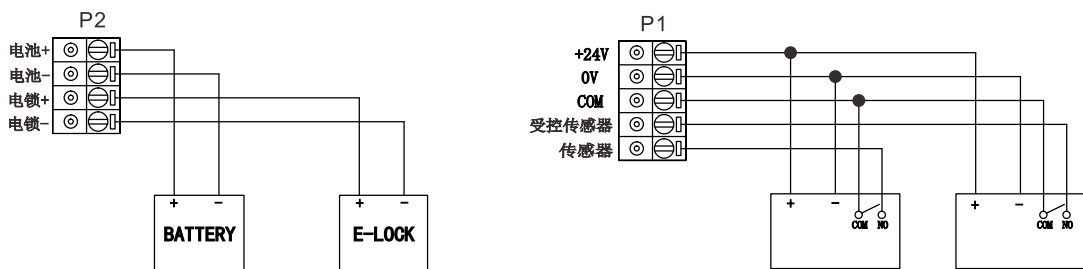 P2
电池+
电池-
电锁+
电锁-
+ -
BATTERY
+ -
E-LOCK
P1
+24V
0V
COM
受控传感器
传感器
+ -
COM NO
+ -
COM NO